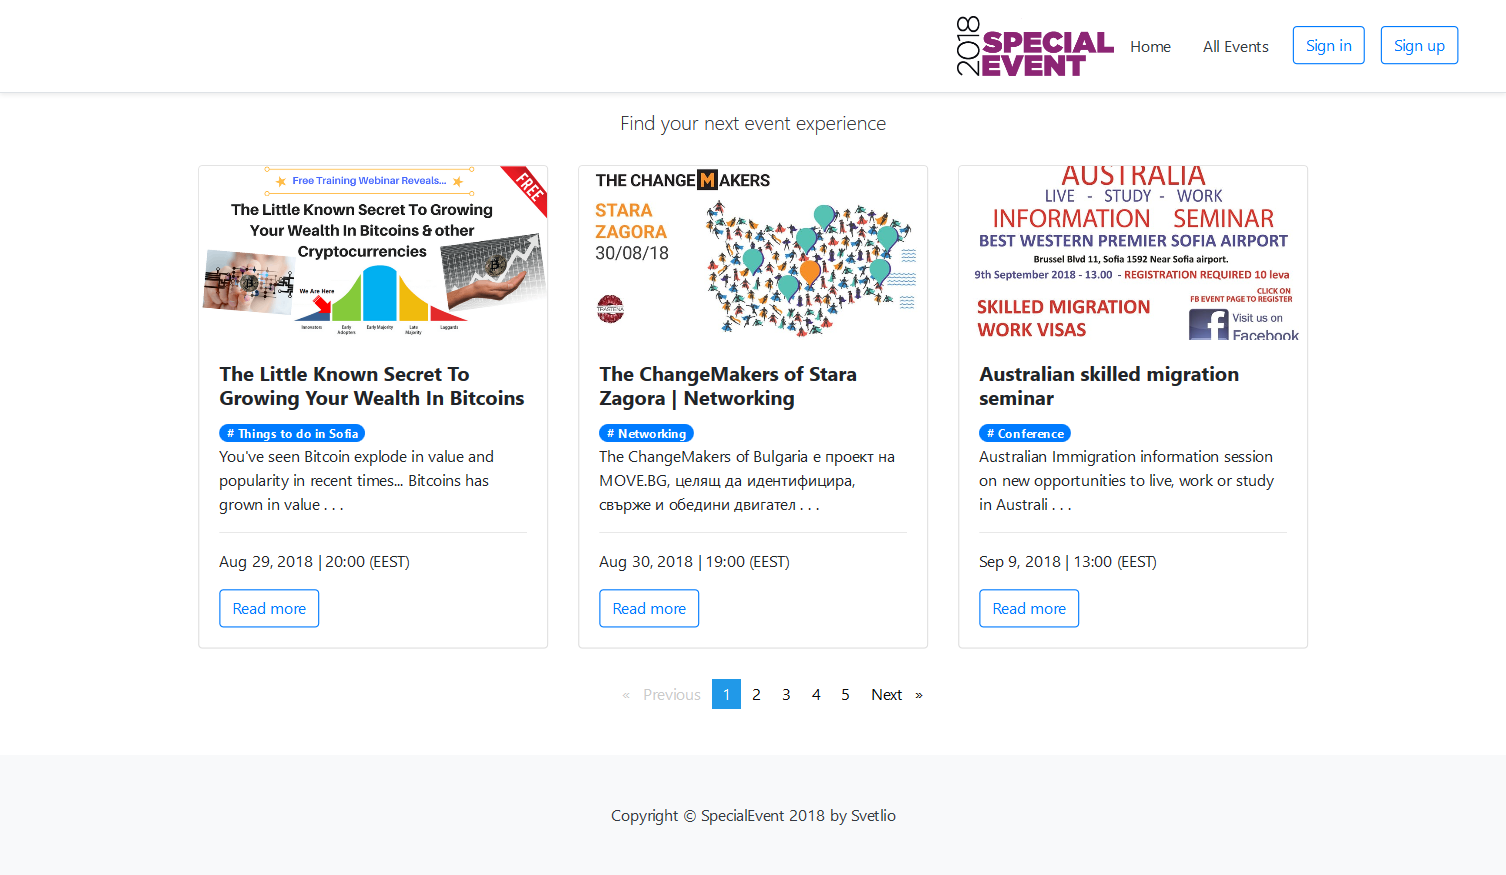 2018
SPECIAL
EVENT
Home
All Events
Sign in
Sign up
Find your next event experience
Free Training Webinar Reveals...
FREE
The Little Known Secret To Growing
Your Wealth In Bitcoins & other
Cryptocurrencies
We Are Here
Innovators
Early
Adopters
Early Majority
Late
Majority
Laggards
The Little Known Secret To
Growing Your Wealth In Bitcoins
# Things to do in Sofia
You've seen Bitcoin explode in value and
popularity in recent times... Bitcoins has
grown in value . . .
Aug 29, 2018 | 20:00 (EEST)
Read more
THE CHANGEMAKERS
STARA
ZAGORA
30/08/18
The ChangeMakers of Stara
Zagora | Networking
# Networking
The ChangeMakers of Bulgaria е проект на
MOVE.BG, целящ да идентифицира,
свърже и обедини двигател . . .
Aug 30, 2018 | 19:00 (EEST)
Read more
AUSTRALIA
LIVE - STUDY - WORK
INFORMATION SEMINAR
BEST WESTERN PREMIER SOFIA AIRPORT
Brussel Blvd 11, Sofia 1592 Near Sofia airport.
9th September 2018 - 13.00 - REGISTRATION REQUIRED 10 leva
CLICK ON
FB EVENT PAGE TO REGISTER
SKILLED MIGRATION
WORK VISAS
Visit us on
Facebook
Australian skilled migration
seminar
# Conference
Australian Immigration information session
on new opportunities to live, work or study
in Australi . . .
Sep 9, 2018 | 13:00 (EEST)
Read more
« Previous 1 2 3 4 5 Next »
Copyright © SpecialEvent 2018 by Svetlio